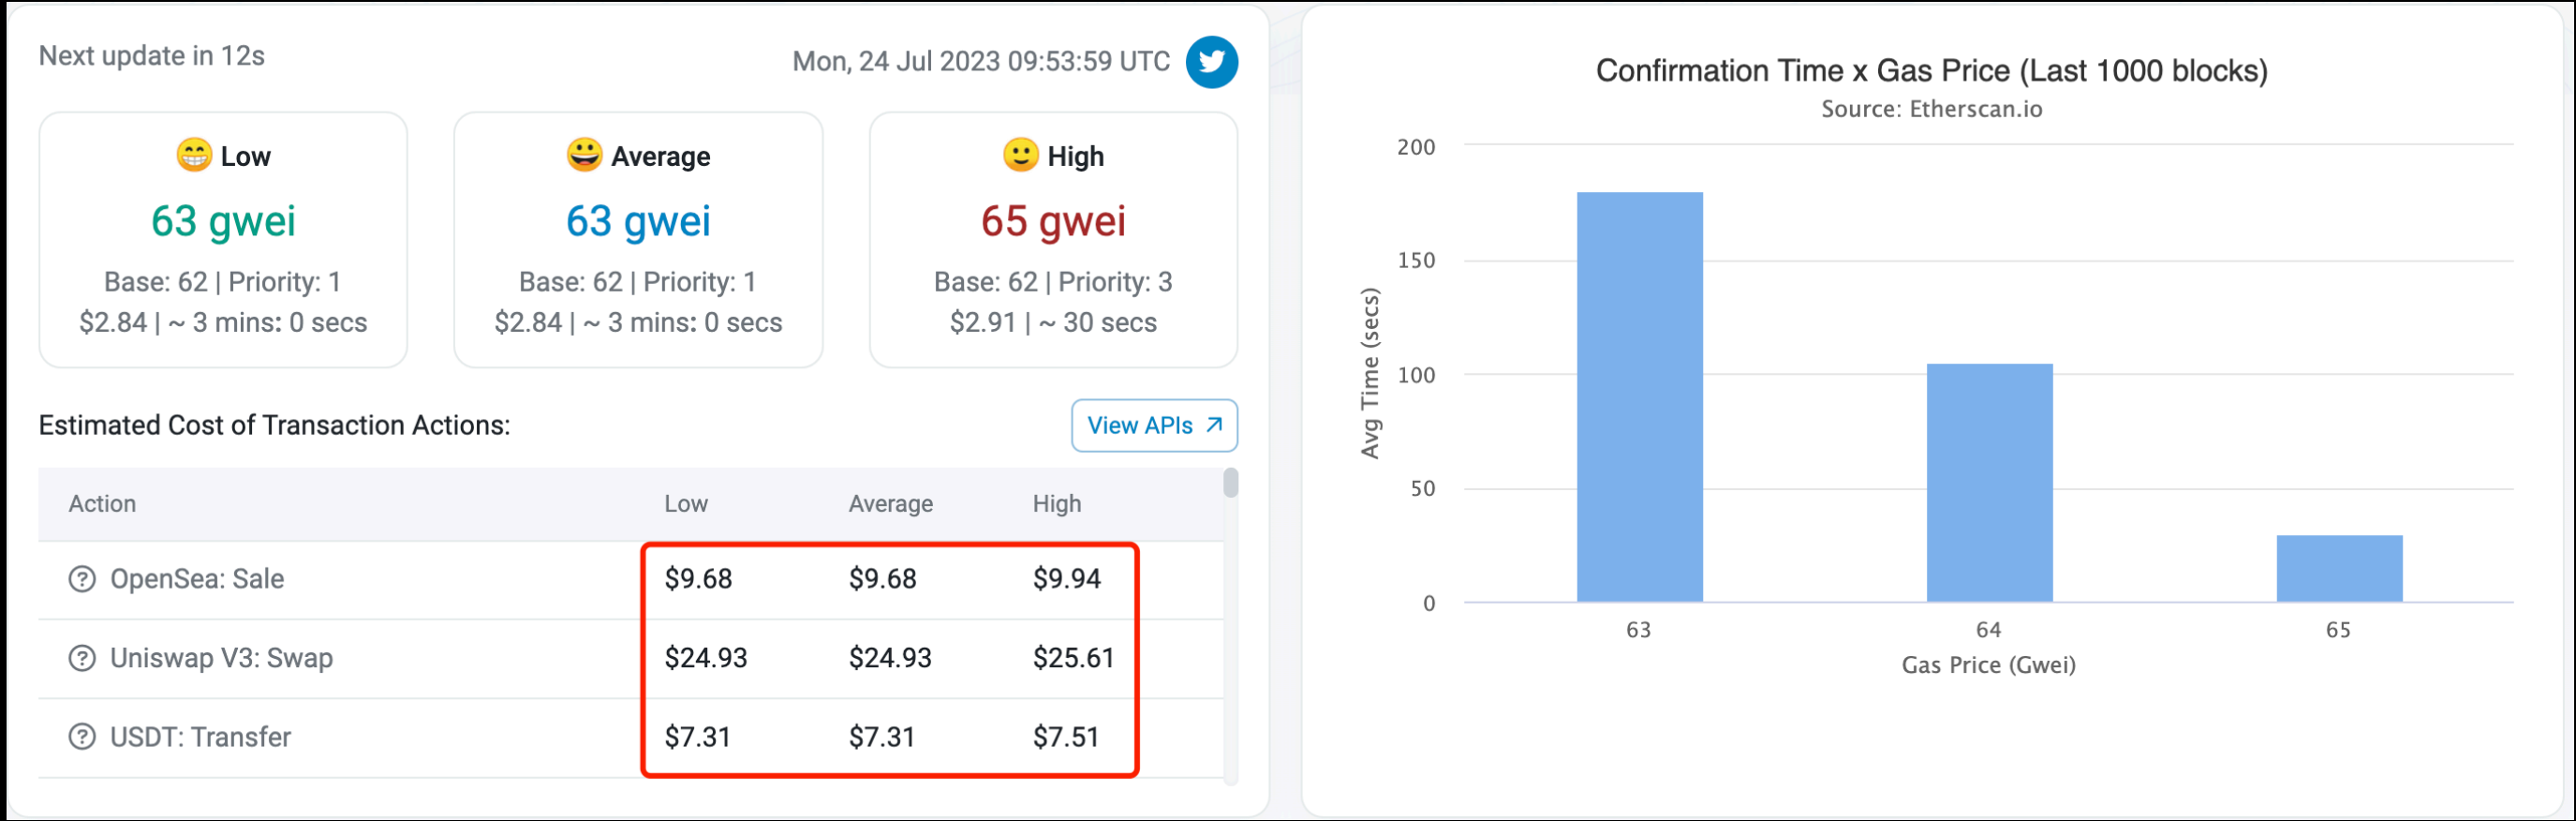 Next update in 12s
Mon, 24 Jul 2023 09:53:59 UTC
Low
63 gwei
Base: 62 | Priority: 1
$2.84 | ~ 3 mins: 0 secs
Average
63 gwei
Base: 62 | Priority: 1
$2.84 | ~ 3 mins: 0 secs
High
65 gwei
Base: 62 | Priority: 3
$2.91 | ~ 30 secs
Estimated Cost of Transaction Actions:
View APIs
Action Low Average High
OpenSea: Sale $9.68 $9.68 $9.94
Uniswap V3: Swap $24.93 $24.93 $25.61
USDT: Transfer $7.31 $7.31 $7.51
Confirmation Time x Gas Price (Last 1000 blocks)
Source: Etherscan.io
Avg Time (secs)
200
150
100
50
0
63 64 65
Gas Price (Gwei)